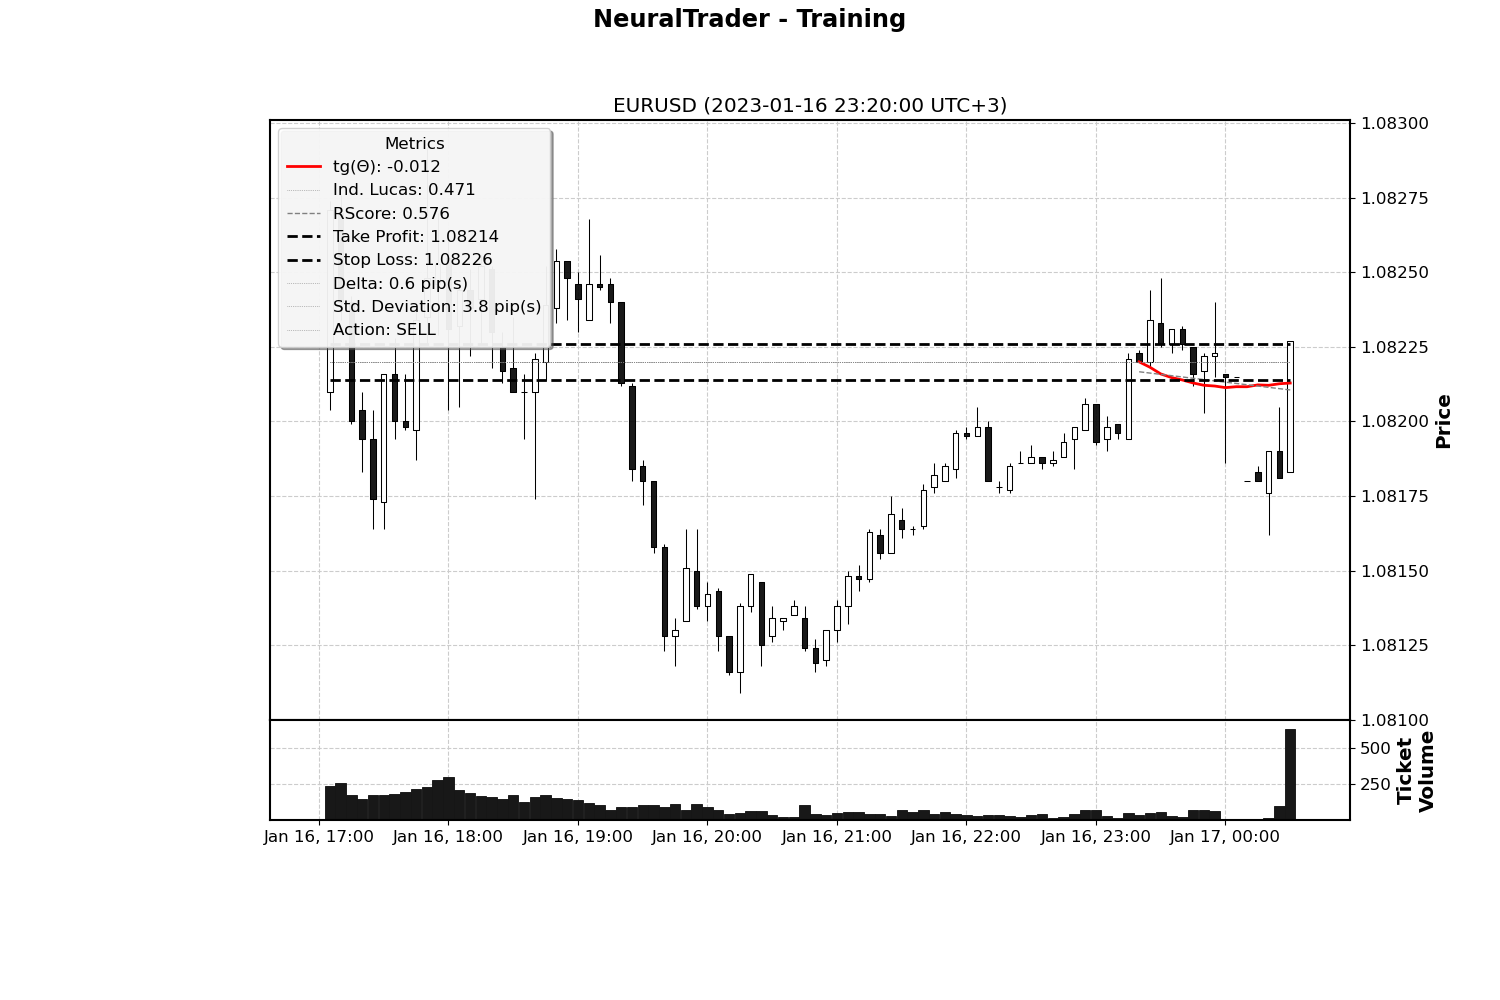 NeuralTrader - Training
EURUSD (2023-01-16 23:20:00 UTC+3)
Metrics
tg(Θ): -0.012
Ind. Lucas: 0.471
RScore: 0.576
Take Profit: 1.08214
Stop Loss: 1.08226
Delta: 0.6 pip(s)
Std. Deviation: 3.8 pip(s)
Action: SELL
1.08300
1.08275
1.08250
1.08225
1.08200
1.08175
1.08150
1.08125
1.08100
Price
500
250
Ticket
Volume
Jan 16, 17:00
Jan 16, 18:00
Jan 16, 19:00
Jan 16, 20:00
Jan 16, 21:00
Jan 16, 22:00
Jan 16, 23:00
Jan 17, 00:00